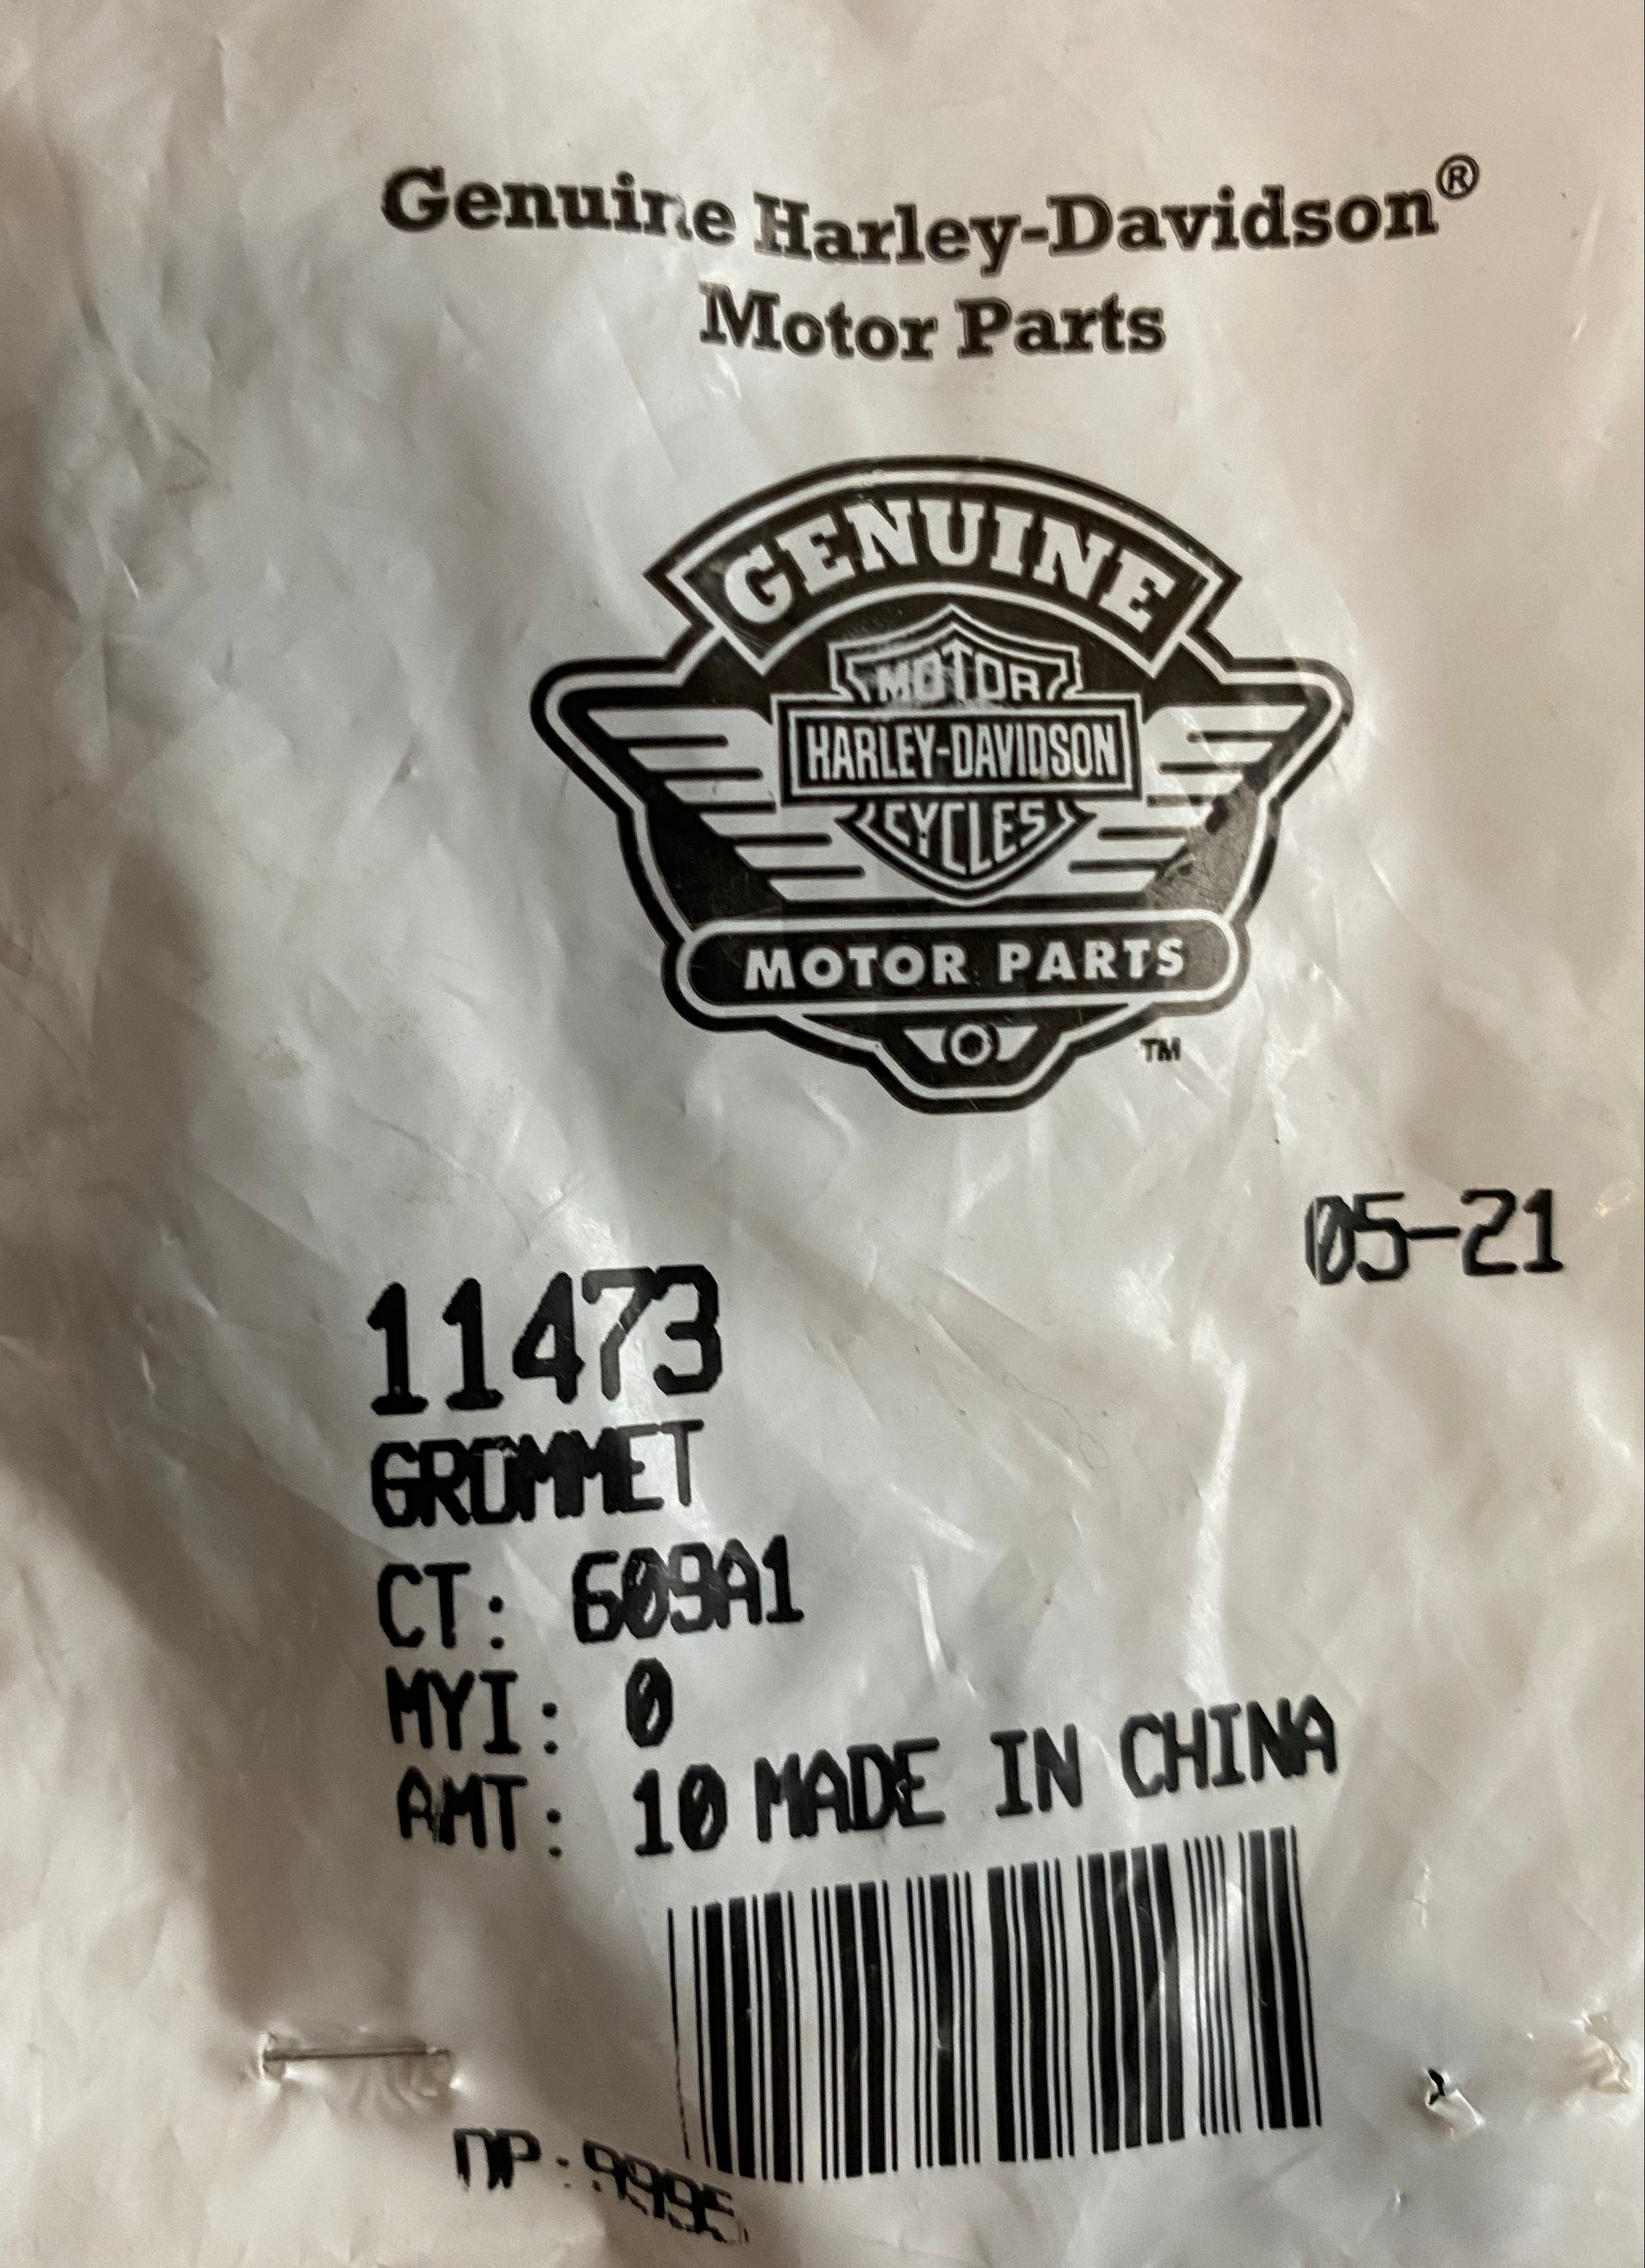 Genuine Harley-Davidson®
Motor Parts
GENUINE
MOTOR
HARLEY-DAVIDSON
CYCLES
MOTOR PARTS
TM
05-21
11473
GROMMET
CT: 609A1
MYI: 0
AMT: 10 MADE IN CHINA